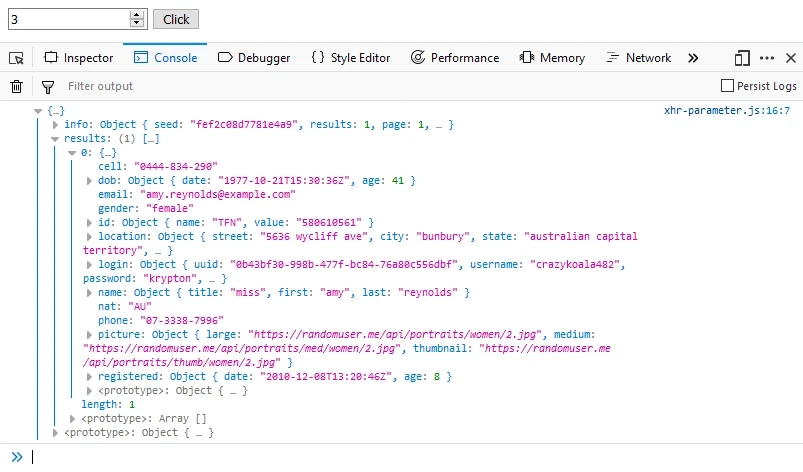 3 Click
Inspector Console Debugger Style Editor Performance Memory Network
Filter output Persist Logs
{…} xhr-parameter.js:16:7
info: Object { seed: "fef2c08d7781e4a9", results: 1, page: 1, … }
results: (1) […]
0: {…}
cell: "0444-834-290"
dob: Object { date: "1977-10-21T15:30:36Z", age: 41 }
email: "amy.reynolds@example.com"
gender: "female"
id: Object { name: "TFN", value: "580610561" }
location: Object { street: "5636 wycliff ave", city: "bunbury", state: "australian capital
territory", … }
login: Object { uuid: "0b43bf30-998b-477f-bc84-76a80c556dbf", username: "crazykoala482",
password: "krypton", … }
name: Object { title: "miss", first: "amy", last: "reynolds" }
nat: "AU"
phone: "07-3338-7996"
picture: Object { large: "https://randomuser.me/api/portraits/women/2.jpg", medium:
"https://randomuser.me/api/portraits/med/women/2.jpg", thumbnail: "https://randomuser.me
/api/portraits/thumb/women/2.jpg" }
registered: Object { date: "2010-12-08T13:20:46Z", age: 8 }
<prototype>: Object { … }
length: 1
<prototype>: Array []
<prototype>: Object { … }